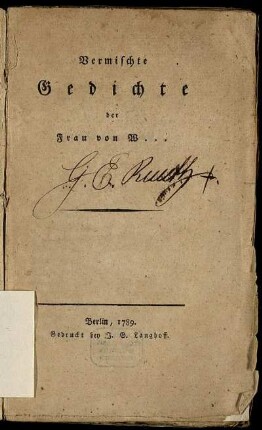 Vermischte
Gedichte
der
Frau von W...
G. E.
Berlin, 1789.
Gedruckt bey J. G. Langhoff.